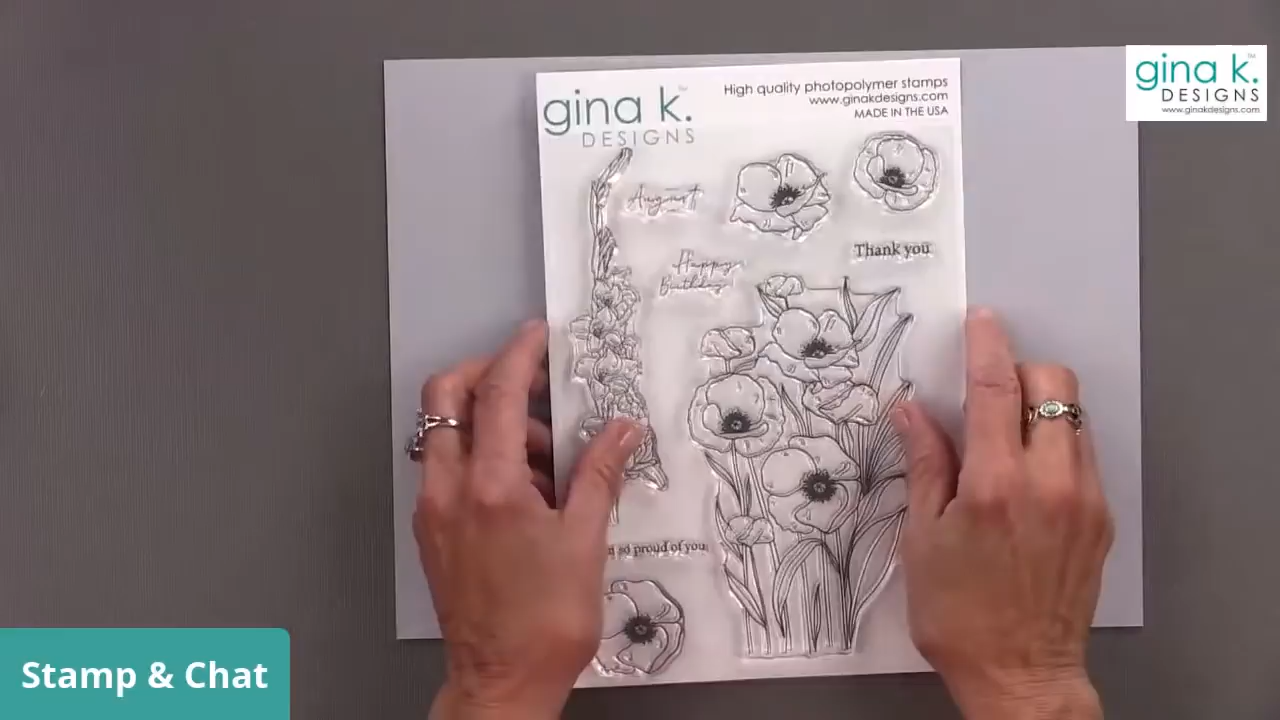 gina k.
DESIGNS
High quality photopolymer stamps
www.ginakdesigns.com
MADE IN THE USA
gina k.
DESIGNS
www.ginakdesigns.com
August
Thank you
Happy
Birthday
so proud of you
Stamp & Chat